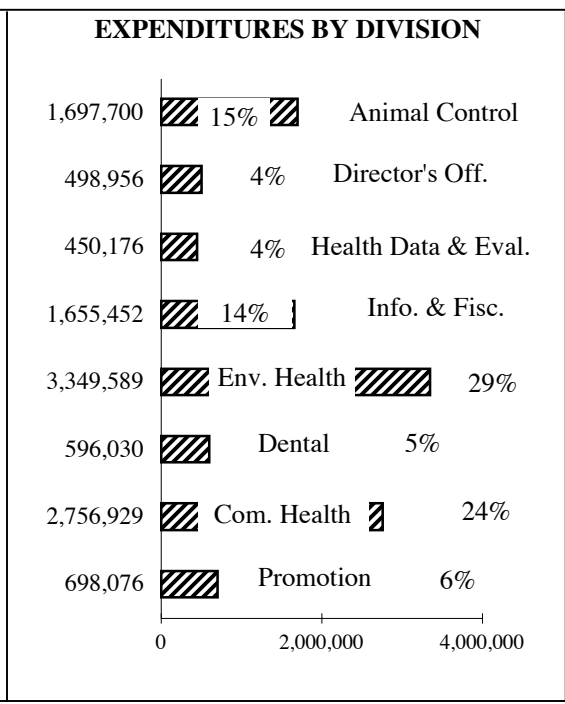 EXPENDITURES BY DIVISION
1,697,700 15% Animal Control
498,956 4% Director's Off.
450,176 4% Health Data & Eval.
1,655,452 14% Info. & Fisc.
3,349,589 Env. Health 29%
596,030 Dental 5%
2,756,929 Com. Health 24%
698,076 Promotion 6%
0 2,000,000 4,000,000